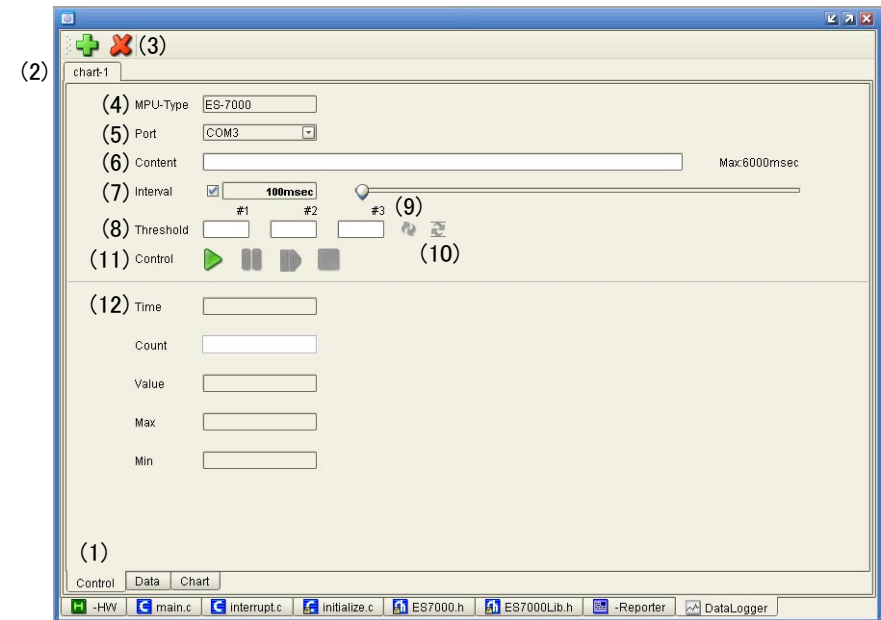 (3)
(2) chart-1
(4) MPU-Type ES-7000
(5) Port COM3
(6) Content Max:6000msec
(7) Interval 100msec
#1 #2 #3 (9)
(8) Threshold
(10)
(11) Control
(12) Time
Count
Value
Max
Min
(1)
Control Data Chart
-HW main.c interrupt.c initialize.c ES7000.h ES7000Lib.h -Reporter DataLogger